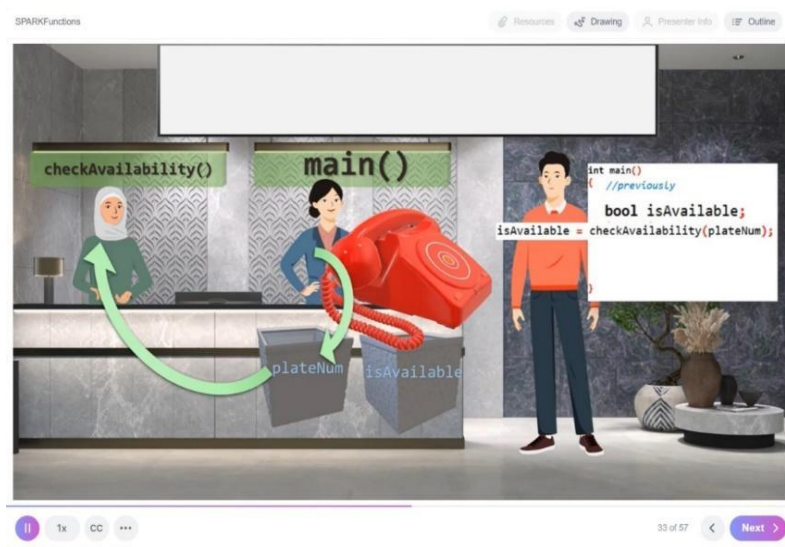 SPARKFunctions
Resources
Drawing
Presenter Info
Outline
checkAvailability()
main()
int main()
{ //previously
bool isAvailable;
isAvailable = checkAvailability(plateNum);
}
plateNum
isAvailable
1x
CC
33 of 57
Next